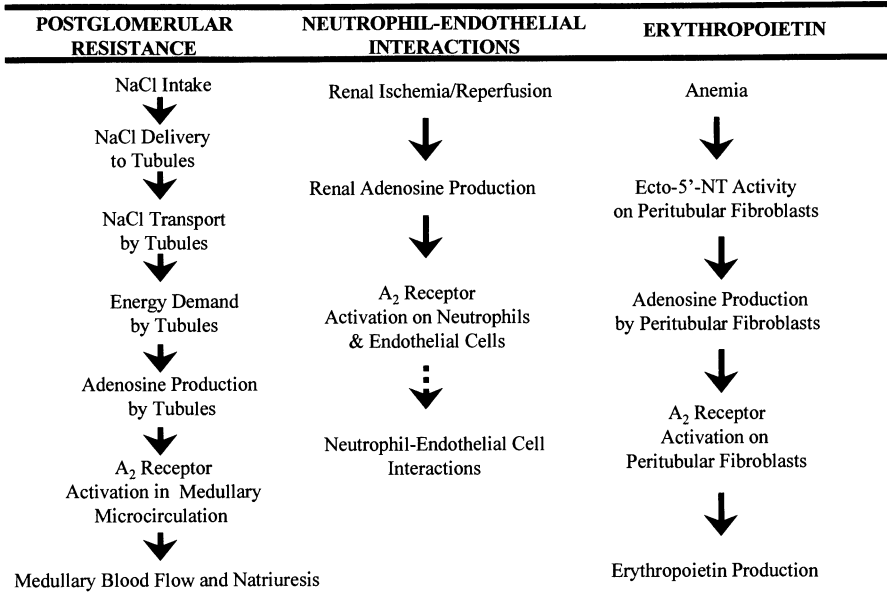 POSTGLOMERULAR
RESISTANCE
NaCl Intake
NaCl Delivery
to Tubules
NaCl Transport
by Tubules
Energy Demand
by Tubules
Adenosine Production
by Tubules
A2 Receptor
Activation in Medullary
Microcirculation
Medullary Blood Flow and Natriuresis
NEUTROPHIL-ENDOTHELIAL
INTERACTIONS
Renal Ischemia/Reperfusion
Renal Adenosine Production
A2 Receptor
Activation on Neutrophils
& Endothelial Cells
Neutrophil-Endothelial Cell
Interactions
ERYTHROPOIETIN
Anemia
Ecto-5’-NT Activity
on Peritubular Fibroblasts
Adenosine Production
by Peritubular Fibroblasts
A2 Receptor
Activation on
Peritubular Fibroblasts
Erythropoietin Production